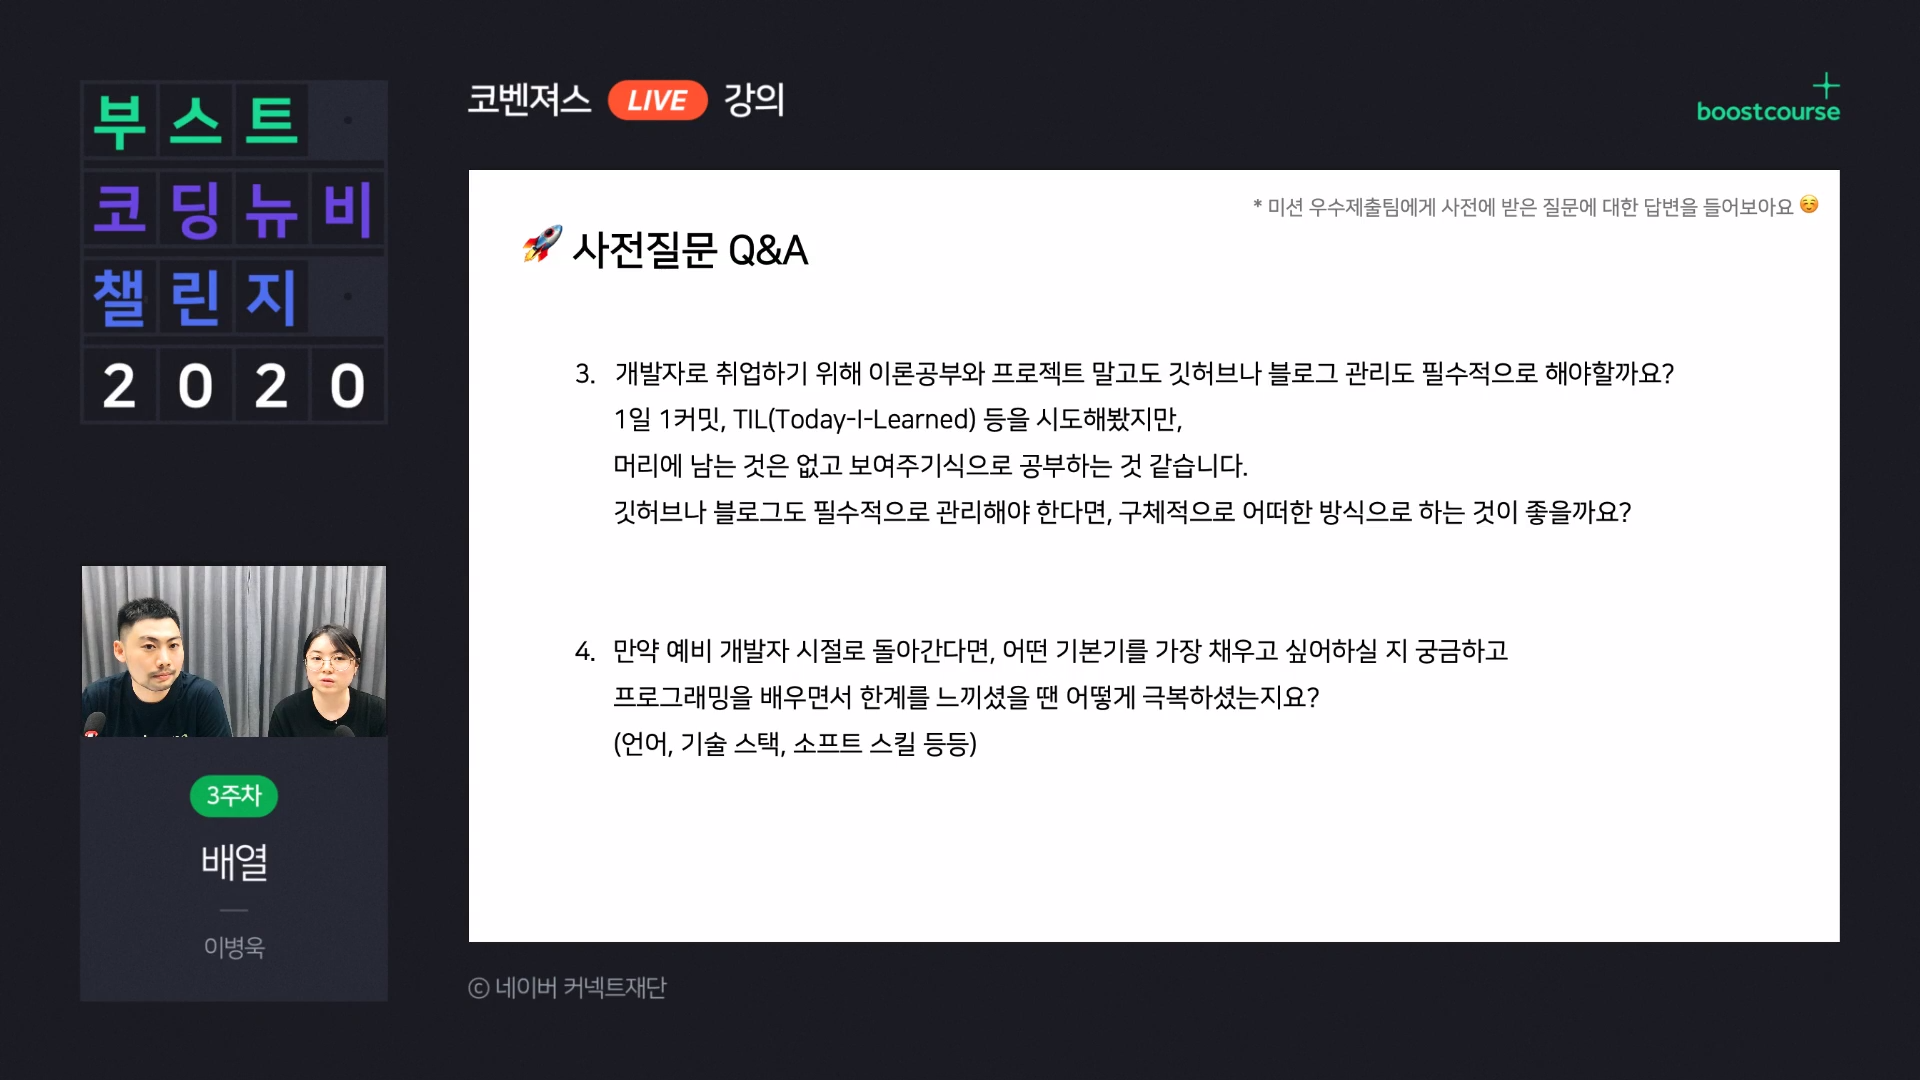 부스트
코딩뉴비
챌린지
2020
코벤져스 LIVE 강의
boostcourse
* 미션 우수제출팀에게 사전에 받은 질문에 대한 답변을 들어보아요
사전질문 Q&A
3. 개발자로 취업하기 위해 이론공부와 프로젝트 말고도 깃허브나 블로그 관리도 필수적으로 해야할까요?
1일 1커밋, TIL(Today-I-Learned) 등을 시도해봤지만,
머리에 남는 것은 없고 보여주기식으로 공부하는 것 같습니다.
깃허브나 블로그도 필수적으로 관리해야 한다면, 구체적으로 어떠한 방식으로 하는 것이 좋을까요?
4. 만약 예비 개발자 시절로 돌아간다면, 어떤 기본기를 가장 채우고 싶어하실 지 궁금하고
프로그래밍을 배우면서 한계를 느끼셨을 땐 어떻게 극복하셨는지요?
(언어, 기술 스택, 소프트 스킬 등등)
3주차
배열
이병욱
ⓒ 네이버 커넥트재단